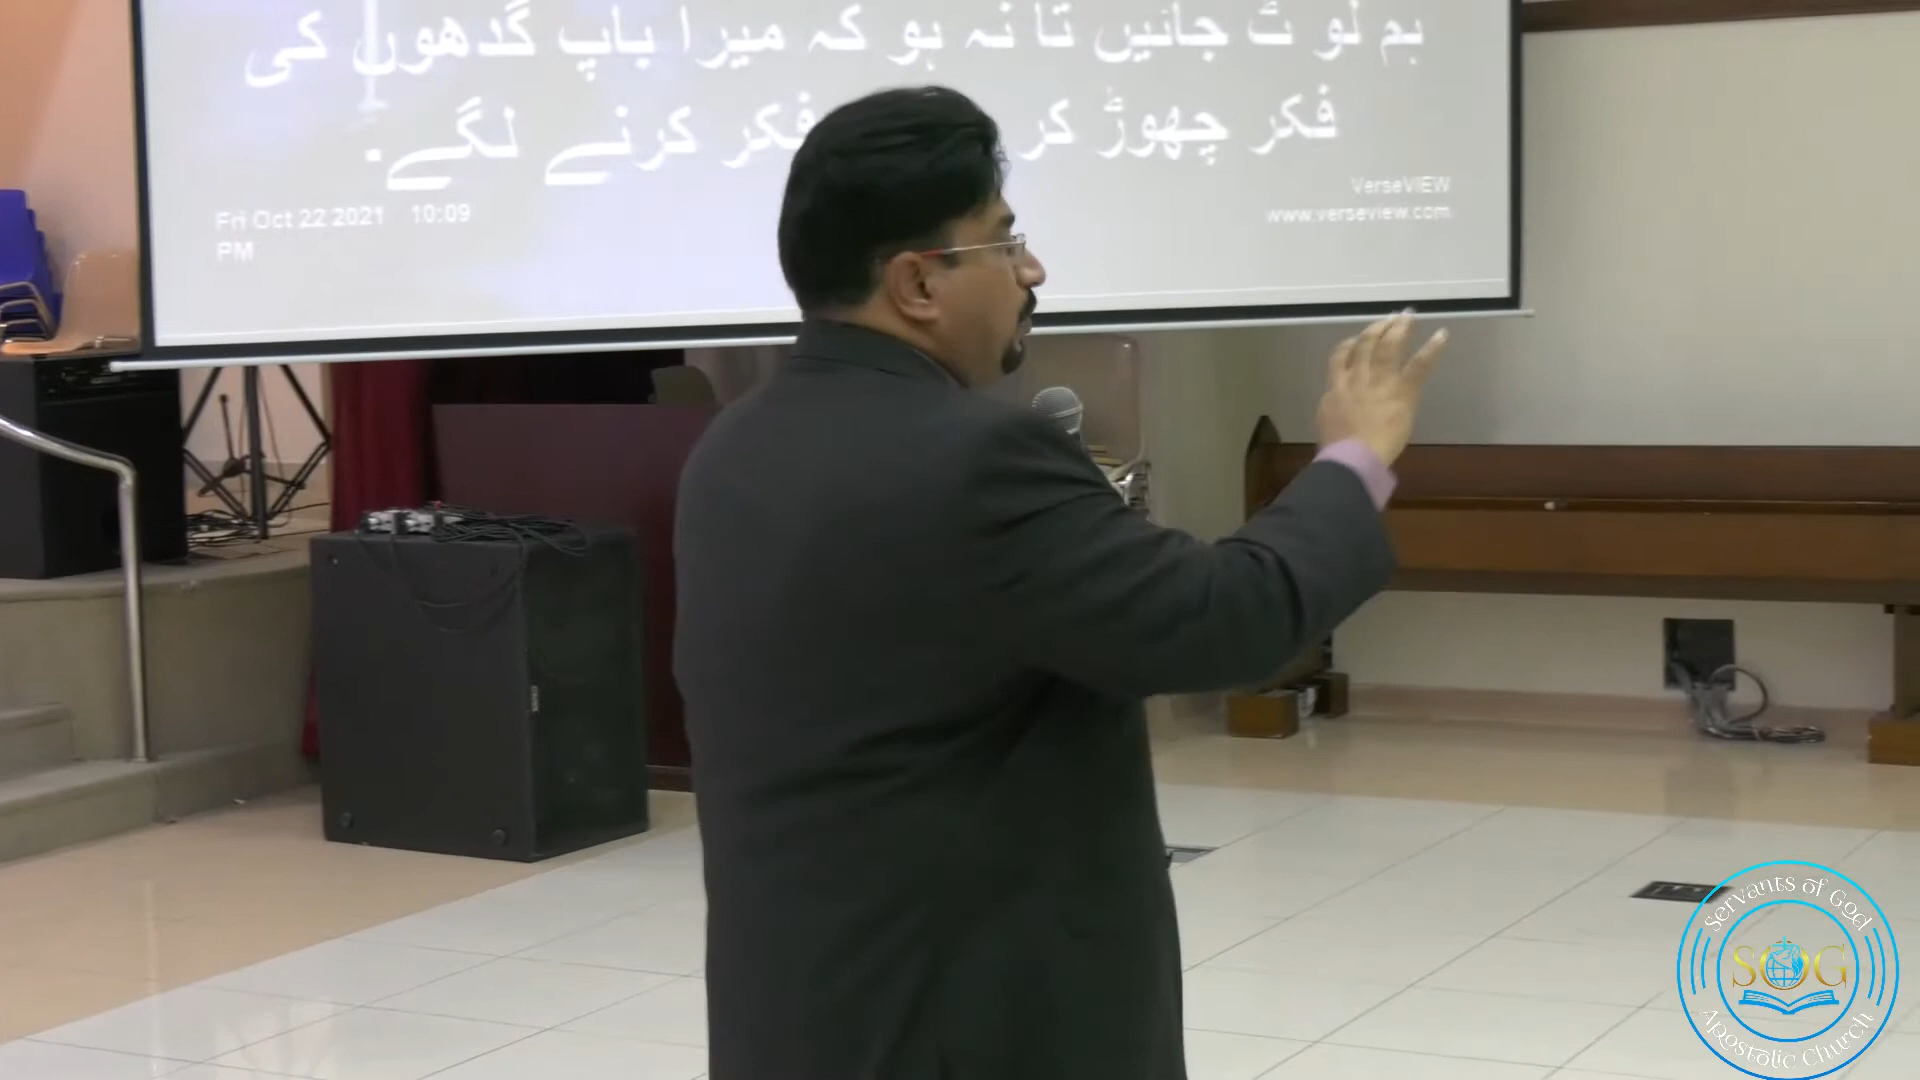 ہم لوٹ جائیں تا نہ ہو کہ میرا باپ گدھوں کی
فکر چھوڑ کر فکر کرنے لگے۔
VerseVIEW
www.verseview.com
Fri Oct 22 2021 10:09
PM
Servants of God
SOG
Apostolic Church